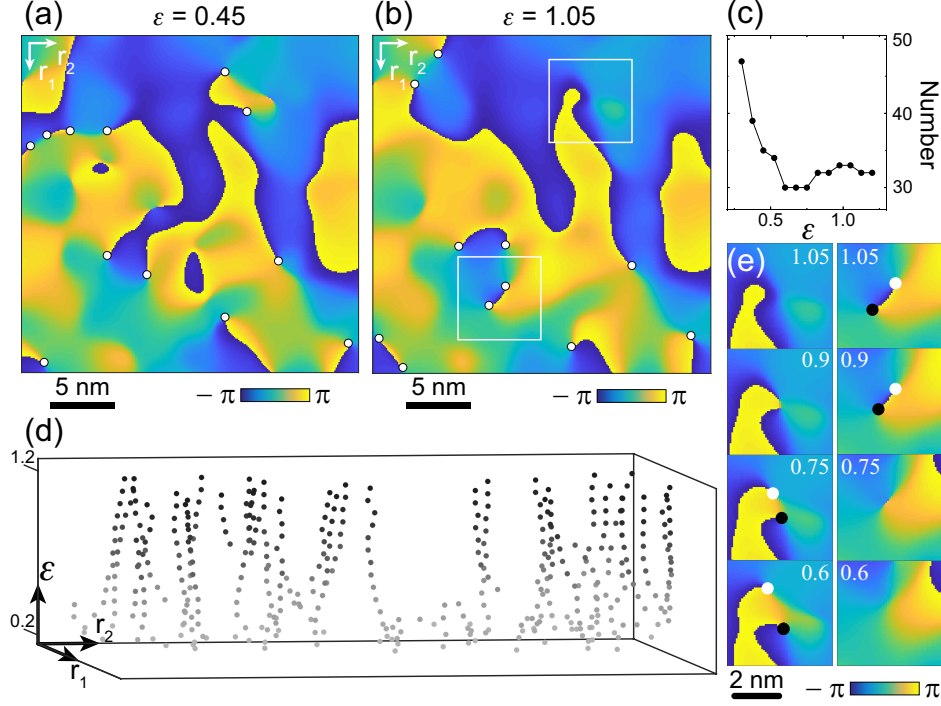 (a) ε = 0.45
r₂
r₁
5 nm
− π π
(b) ε = 1.05
r₂
r₁
5 nm
− π π
(c)
50
40
30
Number
0.5 1.0
ε
(d)
1.2
ε
0.2
r₂
r₁
(e)
1.05 1.05
0.9 0.9
0.75 0.75
0.6 0.6
2 nm
− π π